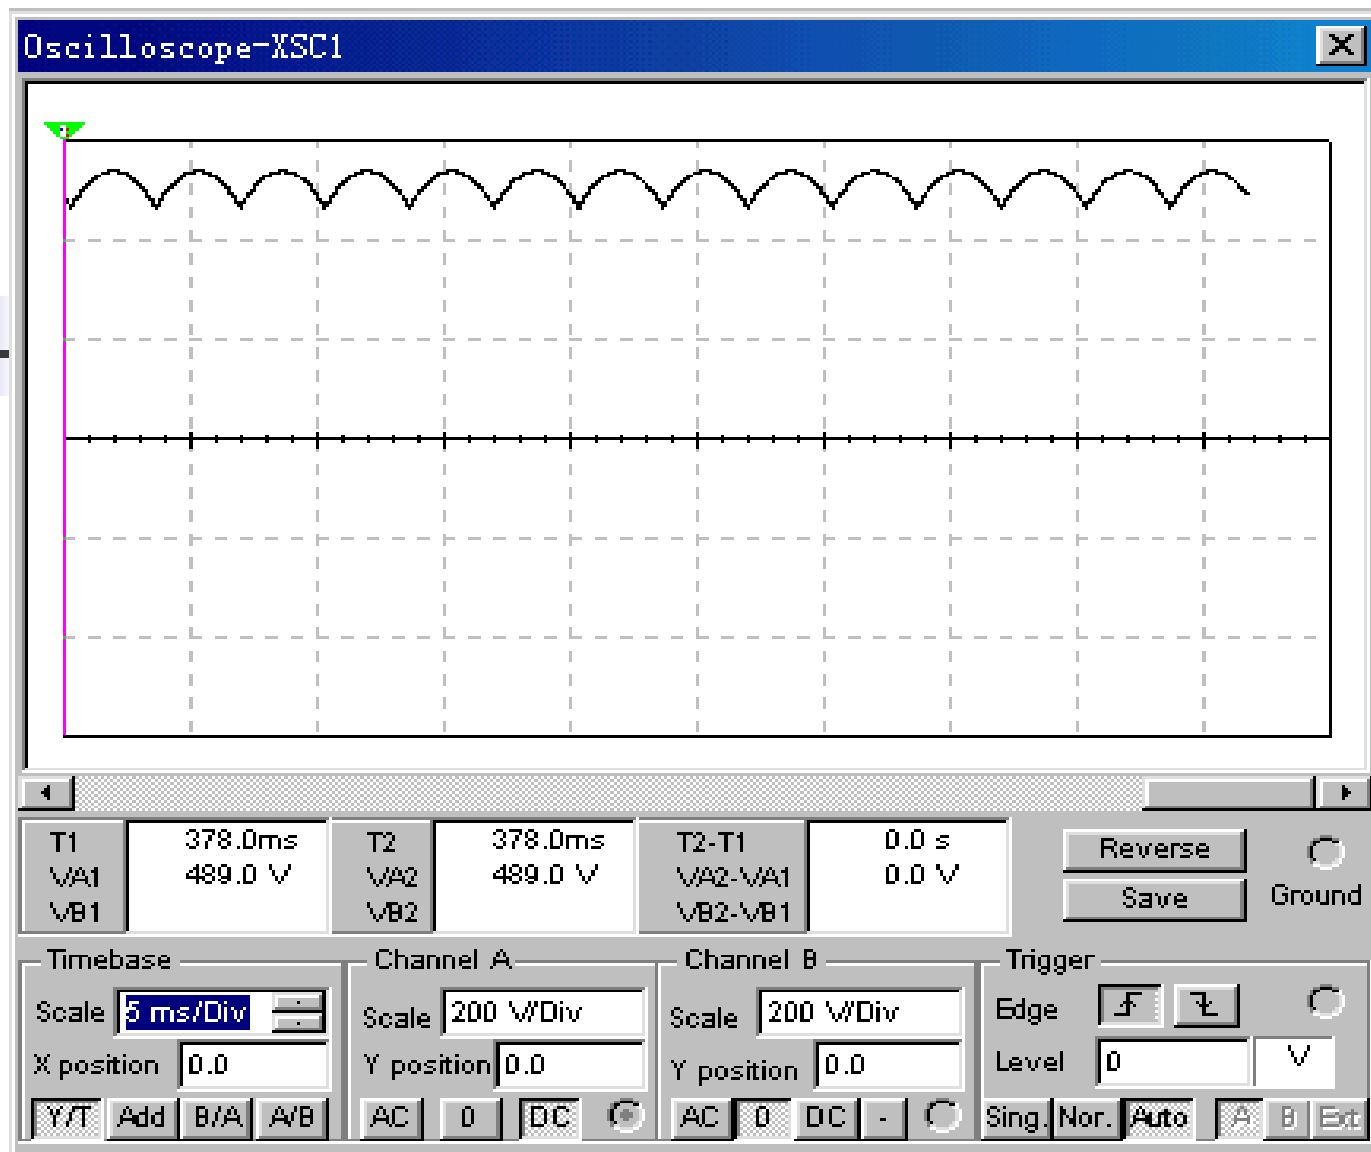 Oscilloscope-XSC1
T1 378.0ms T2 378.0ms T2-T1 0.0 s
VA1 489.0 V VA2 489.0 V VA2-VA1 0.0 V
VB1 VB2 VB2-VB1
Reverse
Save
Ground
Timebase Channel A Channel B Trigger
Scale 5 ms/Div Scale 200 V/Div Scale 200 V/Div Edge
X position 0.0 Y position 0.0 Y position 0.0 Level 0 V
Y/T Add B/A A/B AC 0 DC AC 0 DC - Sing. Nor. Auto A B Ext